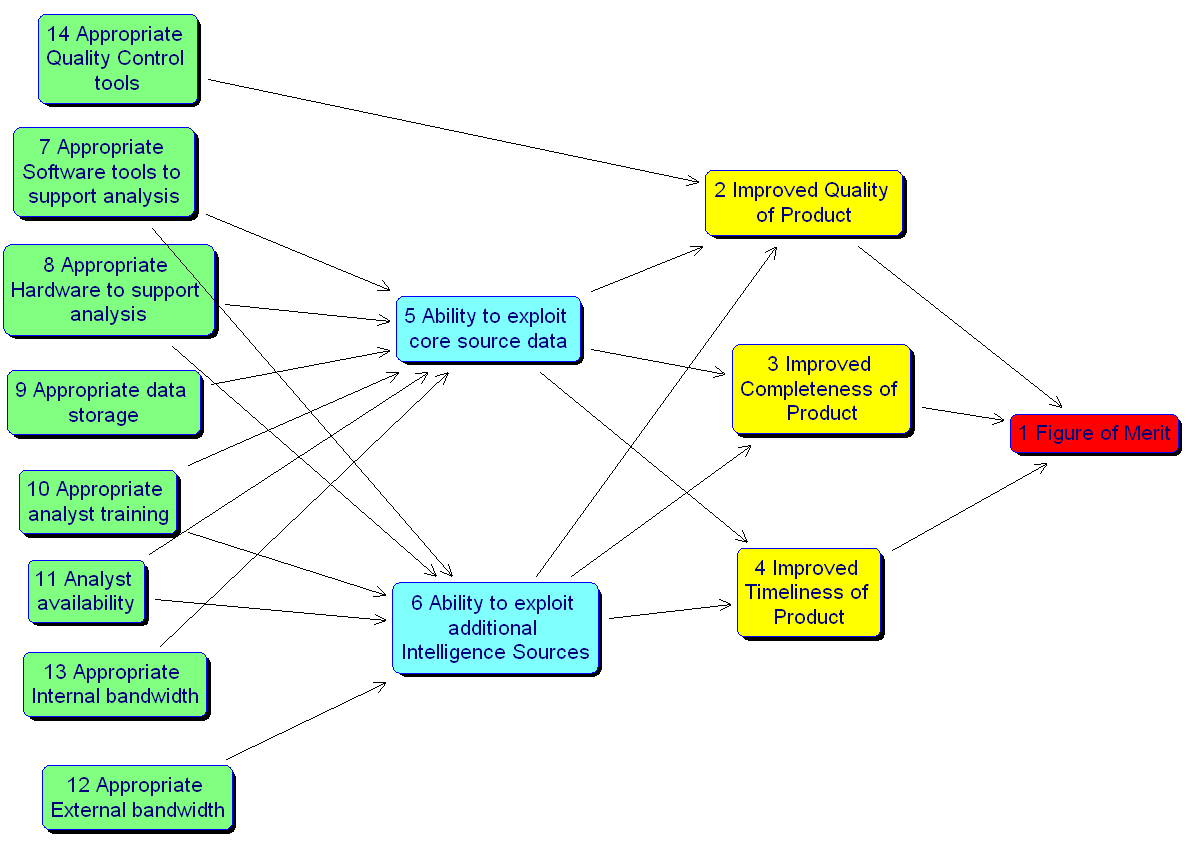 14 Appropriate
Quality Control
tools
7 Appropriate
Software tools to
support analysis
8 Appropriate
Hardware to support
analysis
9 Appropriate data
storage
10 Appropriate
analyst training
11 Analyst
availability
13 Appropriate
Internal bandwidth
12 Appropriate
External bandwidth
5 Ability to exploit
core source data
6 Ability to exploit
additional
Intelligence Sources
2 Improved Quality
of Product
3 Improved
Completeness of
Product
4 Improved
Timeliness of
Product
1 Figure of Merit